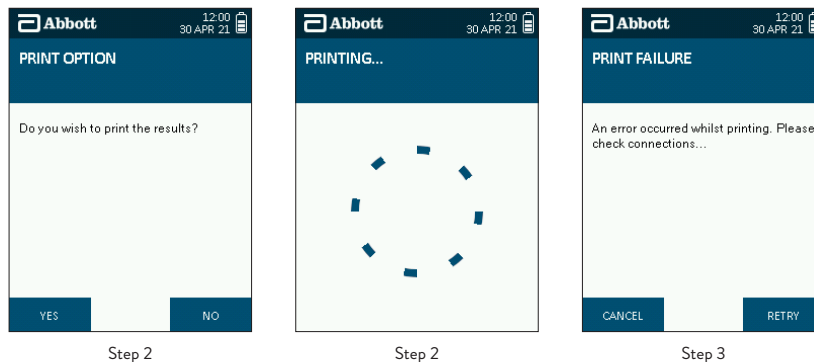 Abbott
12:00
30 APR 21
PRINT OPTION
Do you wish to print the results?
YES
NO
Step 2
Abbott
12:00
30 APR 21
PRINTING...
Step 2
Abbott
12:00
30 APR 21
PRINT FAILURE
An error occurred whilst printing. Please
check connections...
CANCEL
RETRY
Step 3